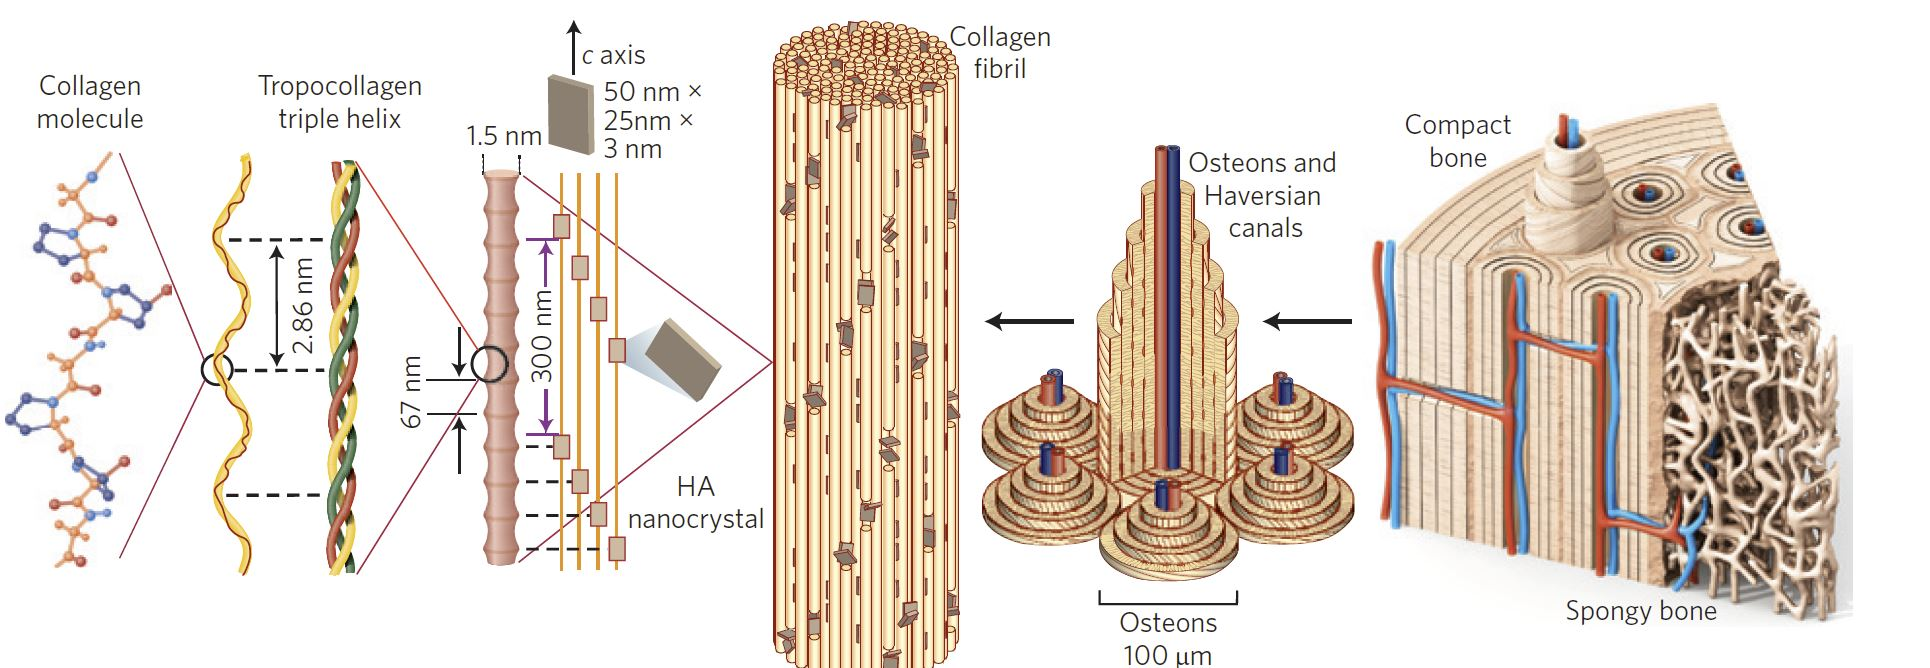 Collagen
molecule
Tropocollagen
triple helix
2.86 nm
67 nm
1.5 nm
300 nm
c axis
50 nm ×
25nm ×
3 nm
HA
nanocrystal
Collagen
fibril
Osteons and
Haversian
canals
Osteons
100 μm
Compact
bone
Spongy bone